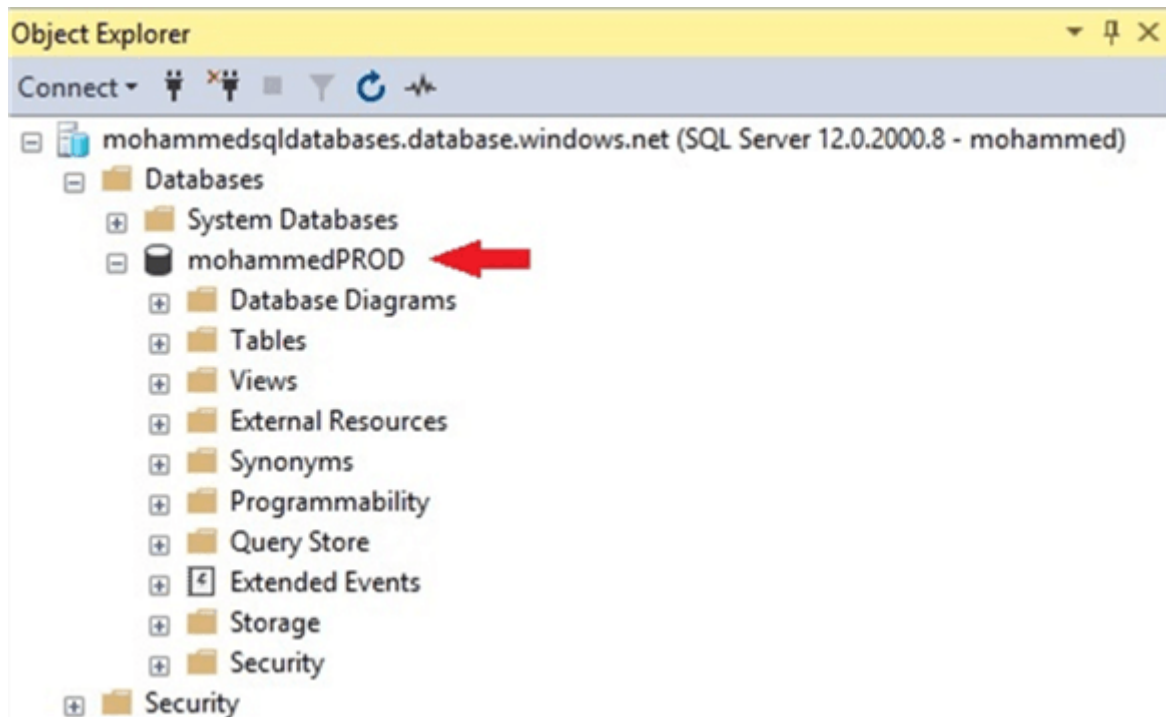 Object Explorer
Connect
mohammedsqldatabases.database.windows.net (SQL Server 12.0.2000.8 - mohammed)
Databases
System Databases
mohammedPROD
Database Diagrams
Tables
Views
External Resources
Synonyms
Programmability
Query Store
Extended Events
Storage
Security
Security